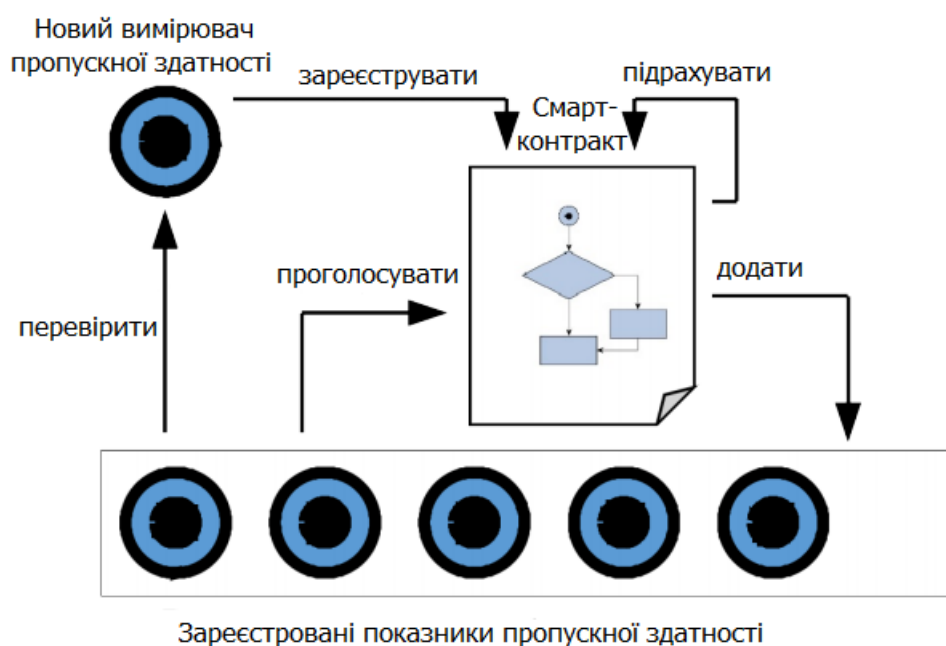 Новий вимірювач
пропускної здатності
зареєструвати
підрахувати
Смарт-
контракт
проголосувати
додати
перевірити
Зареєстровані показники пропускної здатності